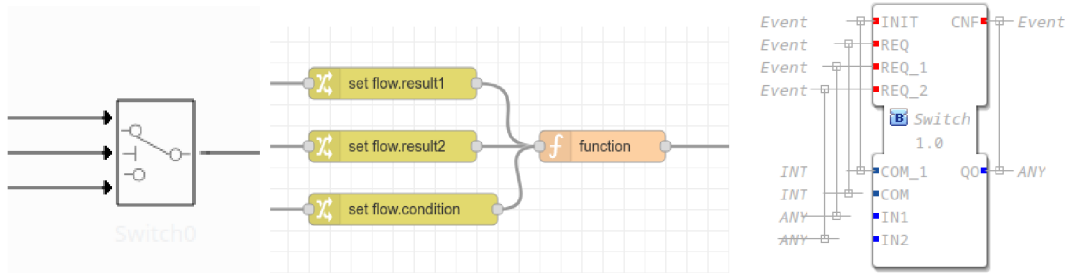 Switch0
set flow.result1
set flow.result2
set flow.condition
f function
Event INIT CNF Event
Event REQ
Event REQ_1
Event REQ_2
B Switch
1.0
INT COM_1 QO ANY
INT COM
ANY IN1
ANY IN2